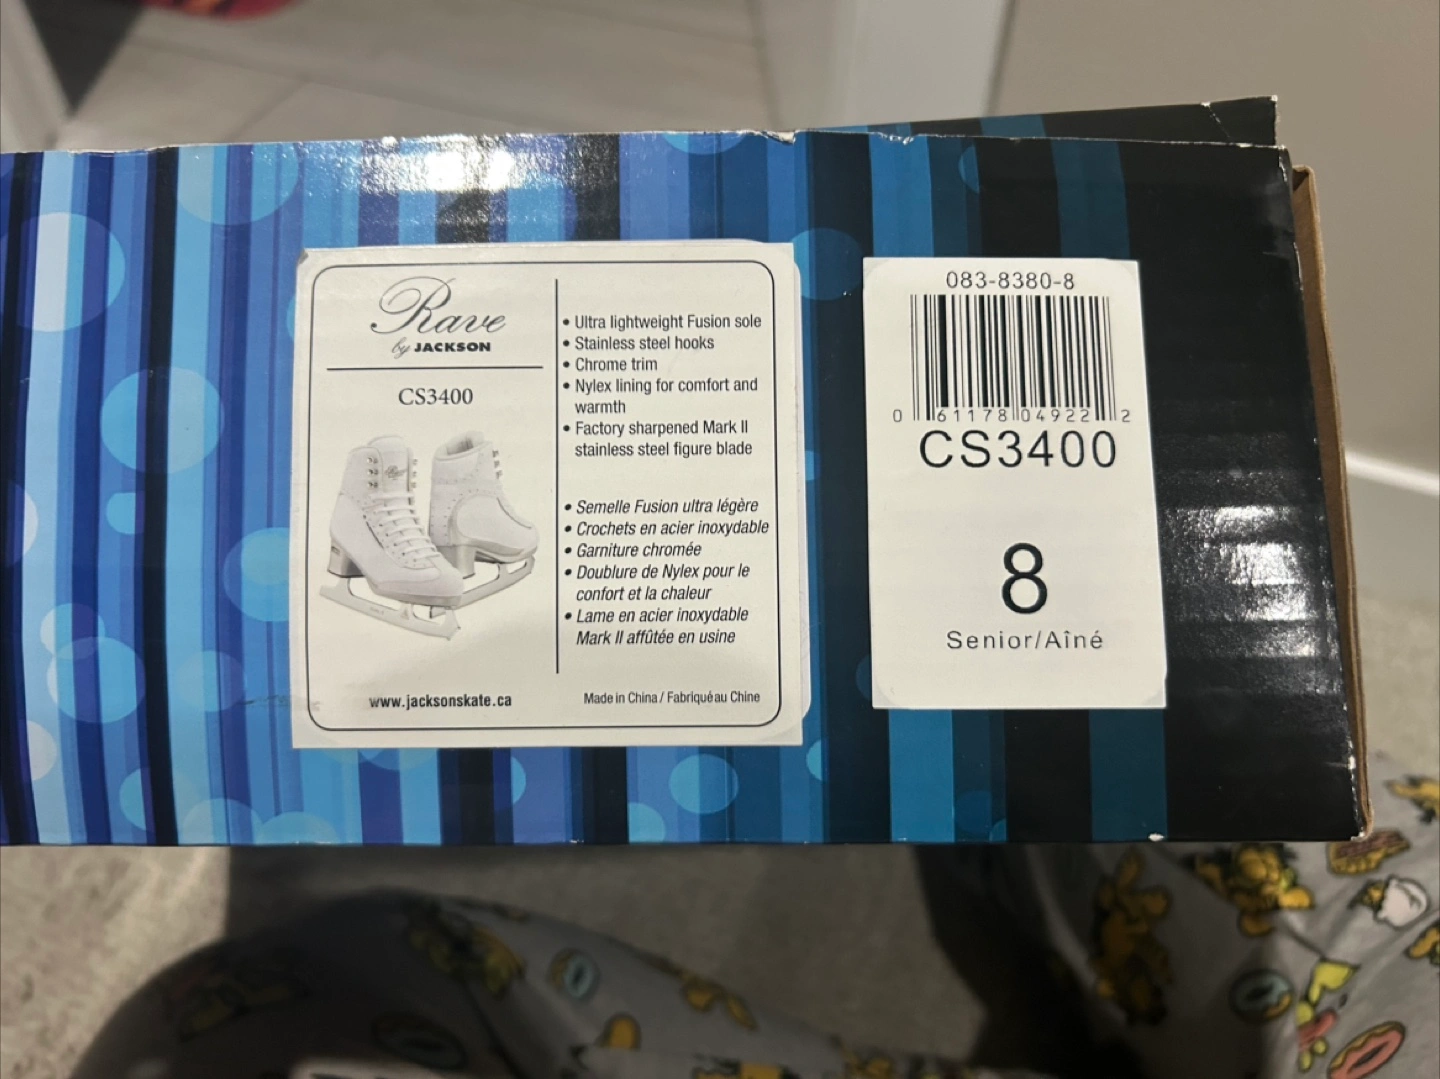 Rave
by JACKSON
CS3400
www.jacksonskate.ca
• Ultra lightweight Fusion sole
• Stainless steel hooks
• Chrome trim
• Nylex lining for comfort and
warmth
• Factory sharpened Mark II
stainless steel figure blade
• Semelle Fusion ultra légère
• Crochets en acier inoxydable
• Garniture chromée
• Doublure de Nylex pour le
confort et la chaleur
• Lame en acier inoxydable
Mark II affûtée en usine
Made in China / Fabriqué au Chine
083-8380-8
0 61178 04922 2
CS3400
8
Senior/Aîné